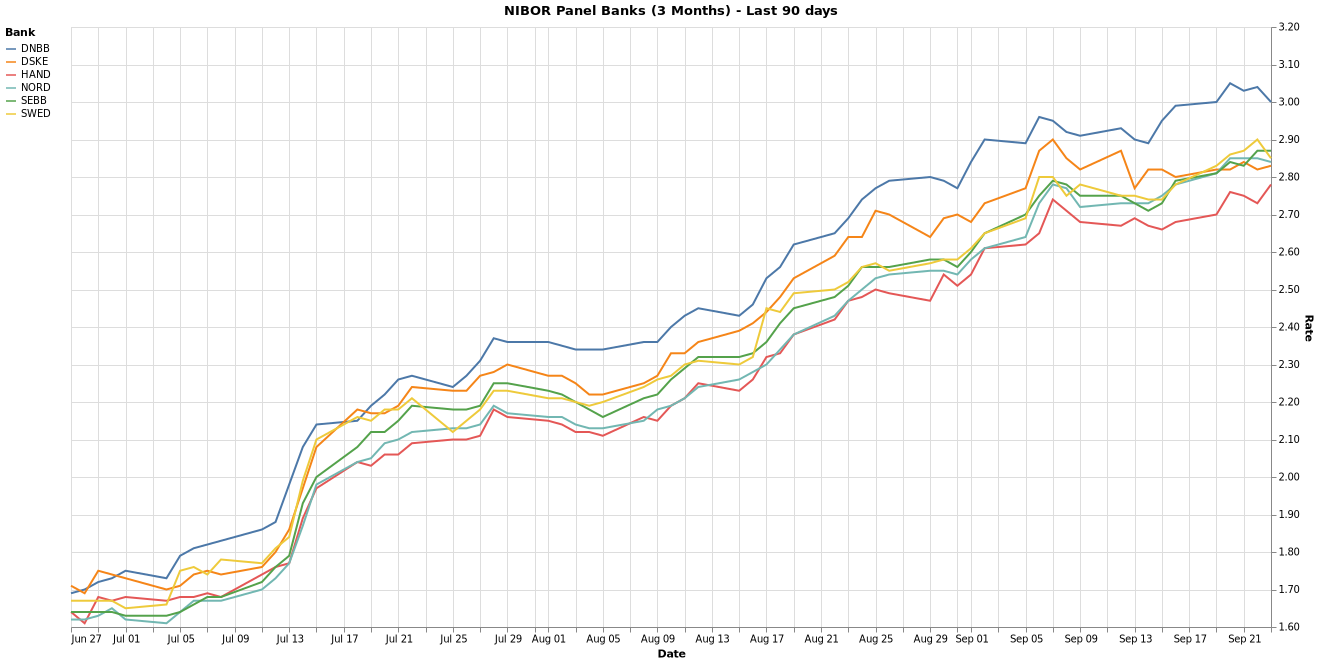 NIBOR Panel Banks (3 Months) - Last 90 days
Bank
DNBB
DSKE
HAND
NORD
SEBB
SWED
3.20
3.10
3.00
2.90
2.80
2.70
2.60
2.50
2.40
2.30
2.20
2.10
2.00
1.90
1.80
1.70
1.60
Rate
Jun 27 Jul 01 Jul 05 Jul 09 Jul 13 Jul 17 Jul 21 Jul 25 Jul 29 Aug 01 Aug 05 Aug 09 Aug 13 Aug 17 Aug 21 Aug 25 Aug 29 Sep 01 Sep 05 Sep 09 Sep 13 Sep 17 Sep 21
Date